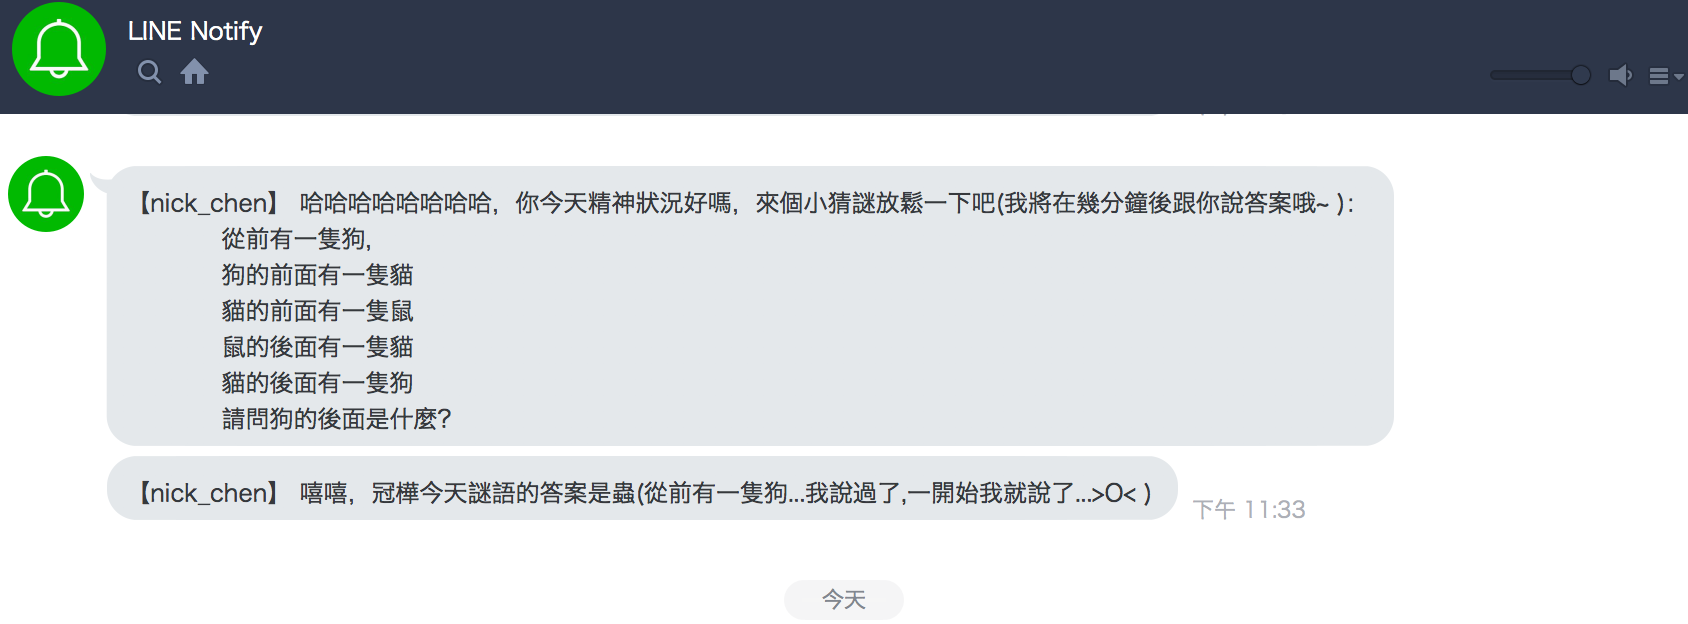 LINE Notify
【nick_chen】 哈哈哈哈哈哈哈哈，你今天精神狀況好嗎，來個小猜謎放鬆一下吧(我將在幾分鐘後跟你說答案哦~ ):
從前有一隻狗,
狗的前面有一隻貓
貓的前面有一隻鼠
鼠的後面有一隻貓
貓的後面有一隻狗
請問狗的後面是什麼?
【nick_chen】 嘻嘻，冠樺今天謎語的答案是蟲(從前有一隻狗...我說過了,一開始我就說了...>O< )
下午 11:33
今天